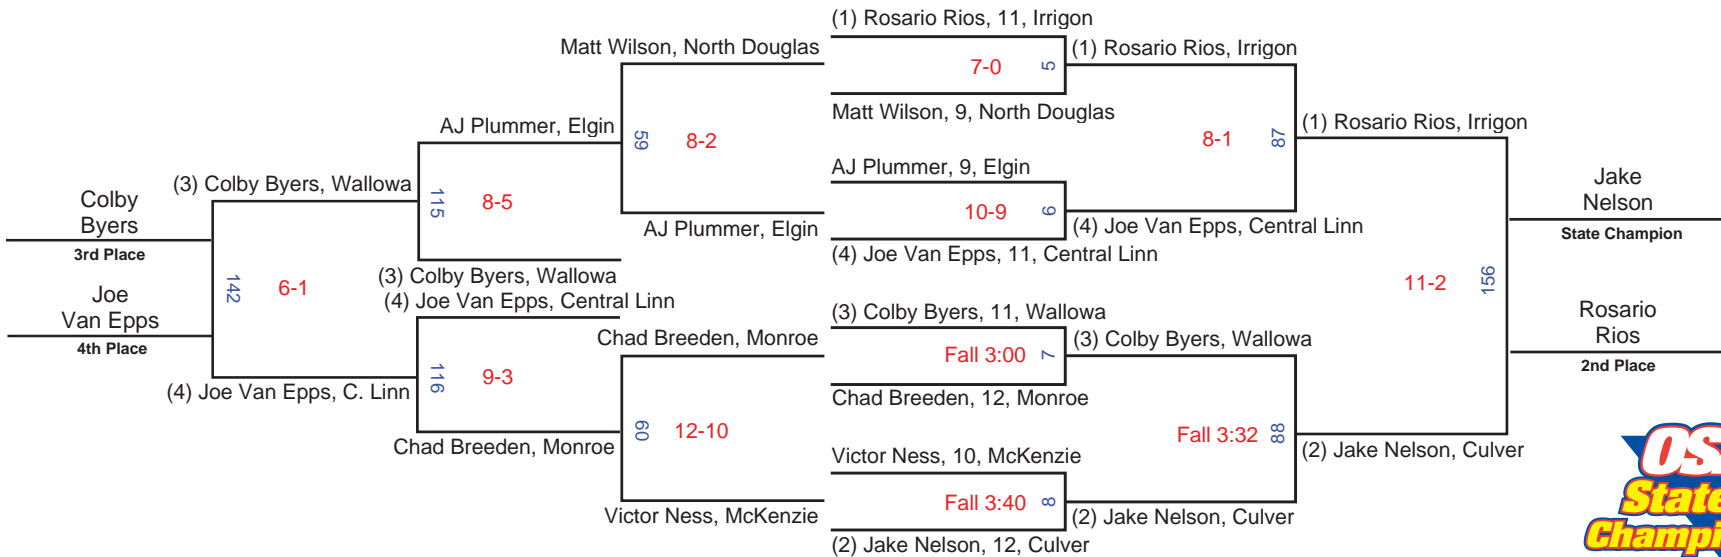 (1) Rosario Rios, 11, Irrigon
Matt Wilson, North Douglas
(1) Rosario Rios, Irrigon
7-0
5
Matt Wilson, 9, North Douglas
AJ Plummer, Elgin
59
8-2
8-1
87
(1) Rosario Rios, Irrigon
AJ Plummer, 9, Elgin
(3) Colby Byers, Wallowa
115
8-5
10-9
6
Colby
Byers
3rd Place
AJ Plummer, Elgin
(4) Joe Van Epps, Central Linn
(4) Joe Van Epps, 11, Central Linn
Jake
Nelson
State Champion
(3) Colby Byers, Wallowa
142
6-1
11-2
156
Joe
Van Epps
4th Place
(4) Joe Van Epps, Central Linn
(3) Colby Byers, 11, Wallowa
Chad Breeden, Monroe
Fall 3:00
7
(3) Colby Byers, Wallowa
Rosario
Rios
2nd Place
116
9-3
(4) Joe Van Epps, C. Linn
Chad Breeden, 12, Monroe
60
12-10
Fall 3:32
88
Chad Breeden, Monroe
Victor Ness, 10, McKenzie
(2) Jake Nelson, Culver
Fall 3:40
8
Victor Ness, McKenzie
(2) Jake Nelson, Culver
(2) Jake Nelson, 12, Culver
State